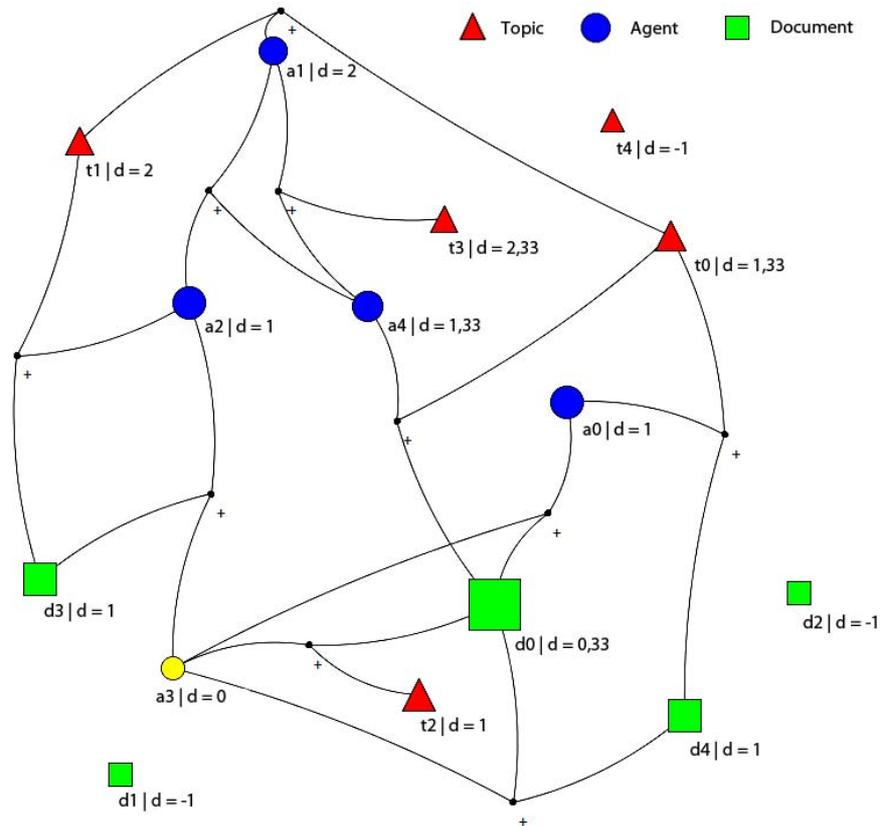 Topic Agent Document
+
a1 | d = 2
t4 | d = -1
t1 | d = 2
+
+
t3 | d = 2,33
t0 | d = 1,33
a2 | d = 1
a4 | d = 1,33
+
a0 | d = 1
+
+
+
+
d3 | d = 1
d2 | d = -1
d0 | d = 0,33
+
a3 | d = 0
t2 | d = 1
d4 | d = 1
d1 | d = -1
+